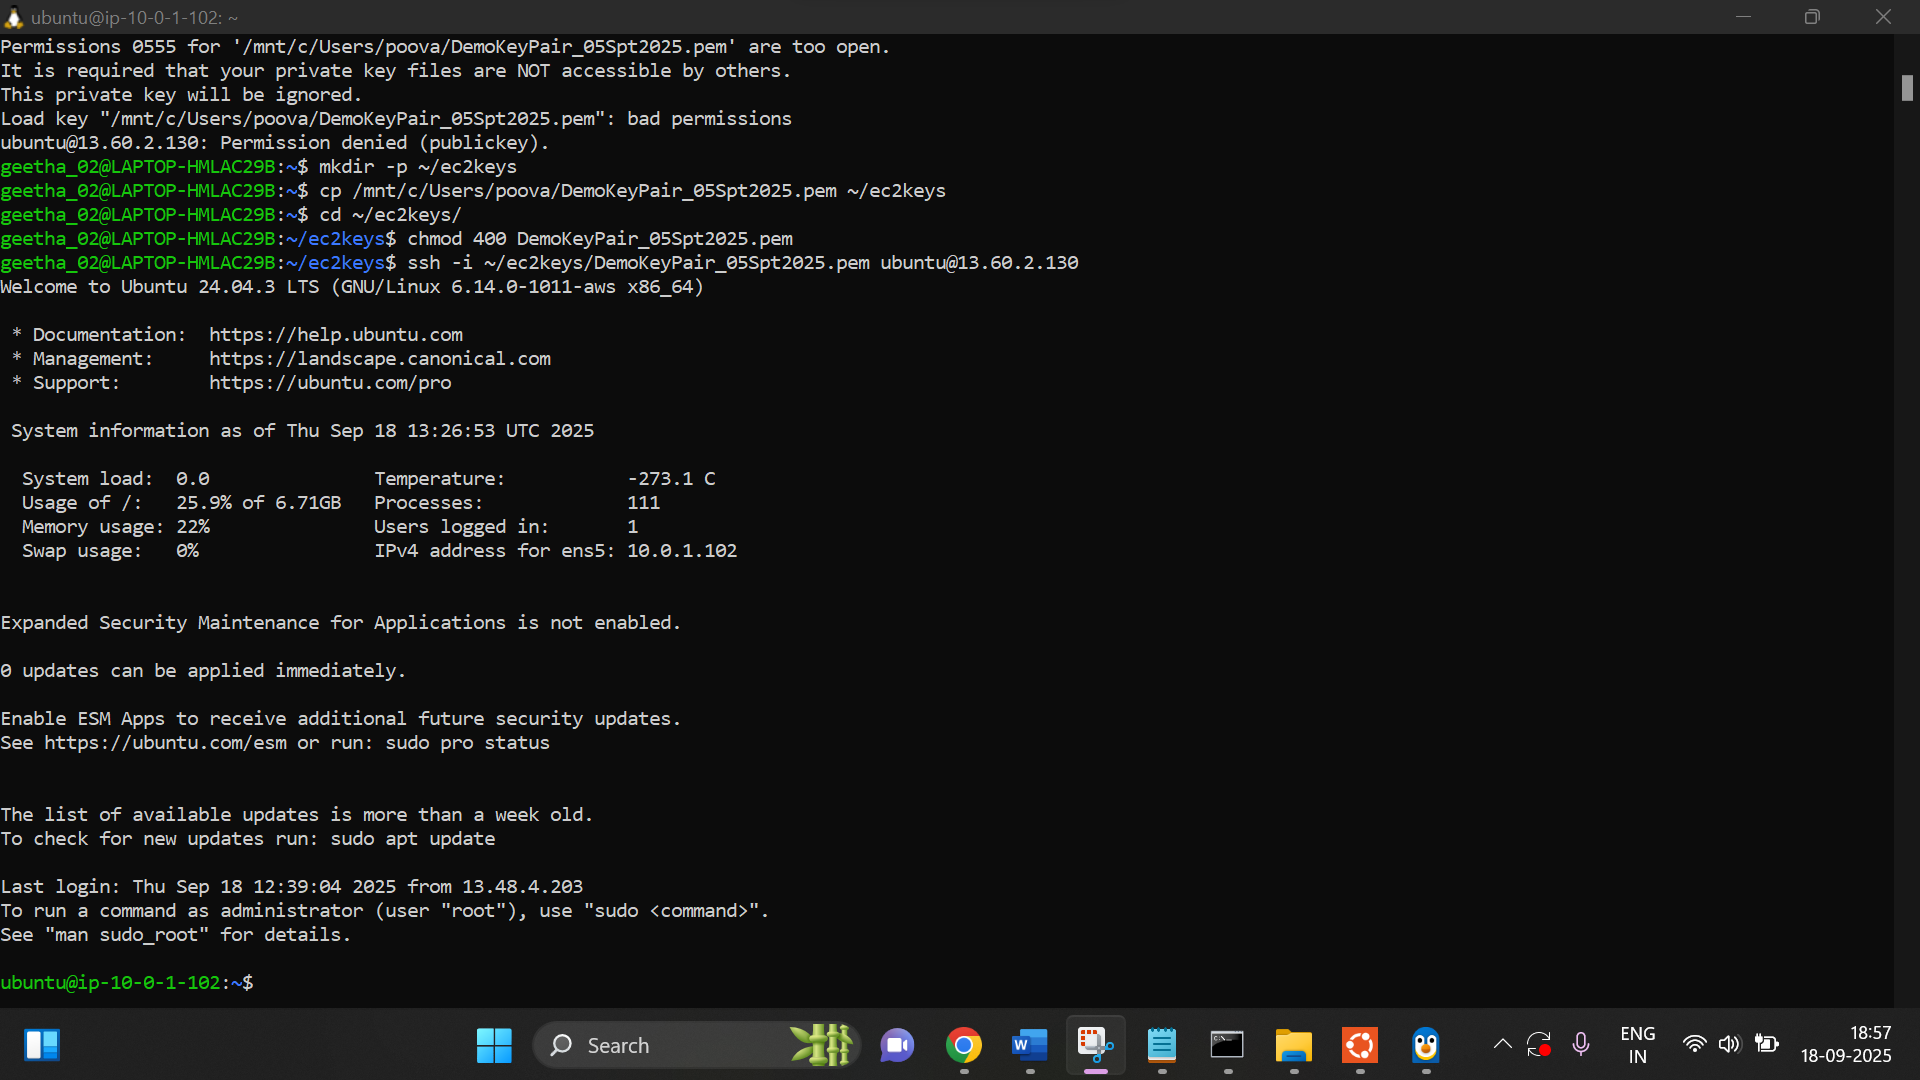 ubuntu@ip-10-0-1-102: ~
Permissions 0555 for '/mnt/c/Users/poova/DemoKeyPair_05Spt2025.pem' are too open.
It is required that your private key files are NOT accessible by others.
This private key will be ignored.
Load key "/mnt/c/Users/poova/DemoKeyPair_05Spt2025.pem": bad permissions
ubuntu@13.60.2.130: Permission denied (publickey).
geetha_02@LAPTOP-HMLAC29B:~$ mkdir -p ~/ec2keys
geetha_02@LAPTOP-HMLAC29B:~$ cp /mnt/c/Users/poova/DemoKeyPair_05Spt2025.pem ~/ec2keys
geetha_02@LAPTOP-HMLAC29B:~$ cd ~/ec2keys/
geetha_02@LAPTOP-HMLAC29B:~/ec2keys$ chmod 400 DemoKeyPair_05Spt2025.pem
geetha_02@LAPTOP-HMLAC29B:~/ec2keys$ ssh -i ~/ec2keys/DemoKeyPair_05Spt2025.pem ubuntu@13.60.2.130
Welcome to Ubuntu 24.04.3 LTS (GNU/Linux 6.14.0-1011-aws x86_64)
* Documentation: https://help.ubuntu.com
* Management: https://landscape.canonical.com
* Support: https://ubuntu.com/pro
System information as of Thu Sep 18 13:26:53 UTC 2025
System load: 0.0 Temperature: -273.1 C
Usage of /: 25.9% of 6.71GB Processes: 111
Memory usage: 22% Users logged in: 1
Swap usage: 0% IPv4 address for ens5: 10.0.1.102
Expanded Security Maintenance for Applications is not enabled.
0 updates can be applied immediately.
Enable ESM Apps to receive additional future security updates.
See https://ubuntu.com/esm or run: sudo pro status
The list of available updates is more than a week old.
To check for new updates run: sudo apt update
Last login: Thu Sep 18 12:39:04 2025 from 13.48.4.203
To run a command as administrator (user "root"), use "sudo <command>".
See "man sudo_root" for details.
ubuntu@ip-10-0-1-102:~$
Search
ENG
IN
18:57
18-09-2025